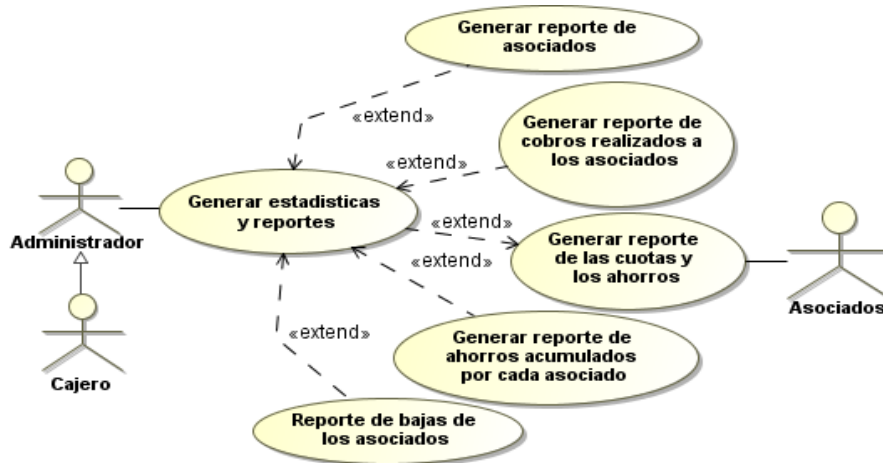 Generar reporte de
asociados
«extend»
Generar reporte de
cobros realizados a
los asociados
«extend»
Generar estadisticas
y reportes
Administrador
«extend»
Generar reporte
de las cuotas y
los ahorros
Asociados
«extend»
Cajero
«extend»
Generar reporte de
ahorros acumulados
por cada asociado
Reporte de bajas de
los asociados